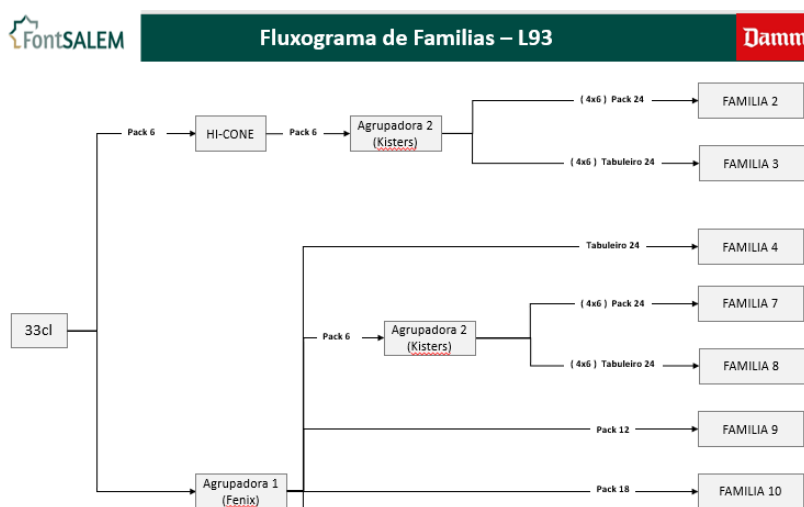 FontSALEM
Fluxograma de Familias – L93
Damm
( 4x6 ) Pack 24
FAMILIA 2
Pack 6
HI-CONE
Pack 6
Agrupadora 2
(Kisters)
( 4x6 ) Tabuleiro 24
FAMILIA 3
Tabuleiro 24
FAMILIA 4
33cl
Pack 6
Agrupadora 2
(Kisters)
( 4x6 ) Pack 24
FAMILIA 7
( 4x6 ) Tabuleiro 24
FAMILIA 8
Pack 12
FAMILIA 9
Agrupadora 1
(Fenix)
Pack 18
FAMILIA 10